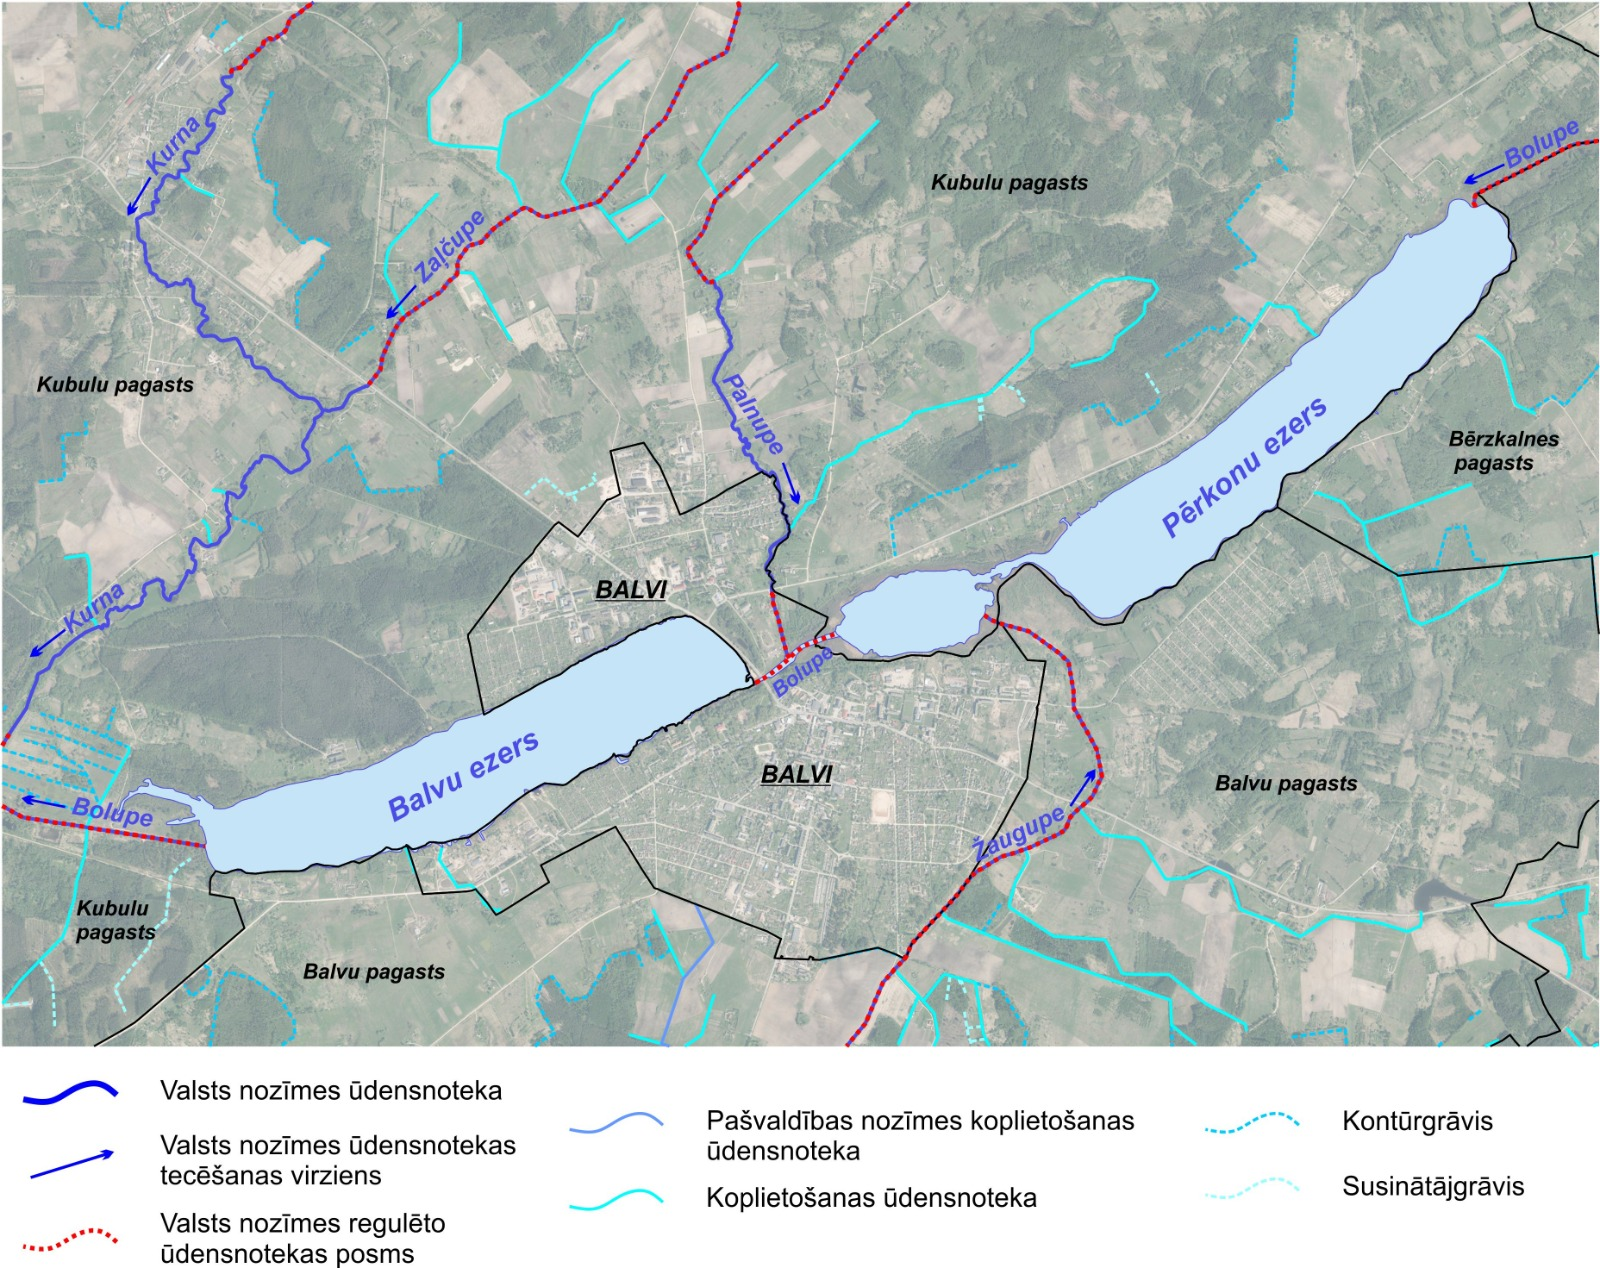 Kurna
Bolupe
Kubulu pagasts
Zaļčupe
Kubulu pagasts
Palnupe
Pērkonu ezers
Bērzkalnes
pagasts
BALVI
Kurna
Bolupe
Balvu ezers
BALVI
Balvu pagasts
Bolupe
Žaugupe
Kubulu
pagasts
Balvu pagasts
Valsts nozīmes ūdensnoteka
Valsts nozīmes ūdensnotekas
tecēšanas virziens
Valsts nozīmes regulēto
ūdensnotekas posms
Pašvaldības nozīmes koplietošanas
ūdensnoteka
Koplietošanas ūdensnoteka
Kontūrgrāvis
Susinātājgrāvis